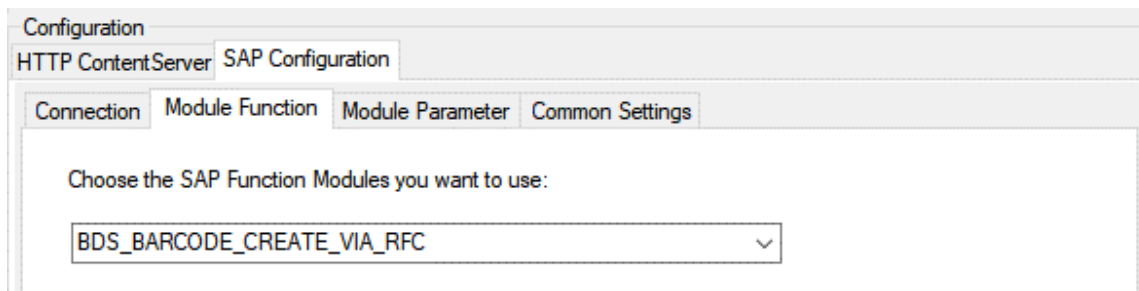 Configuration
HTTP ContentServer SAP Configuration
Connection Module Function Module Parameter Common Settings
Choose the SAP Function Modules you want to use:
BDS_BARCODE_CREATE_VIA_RFC